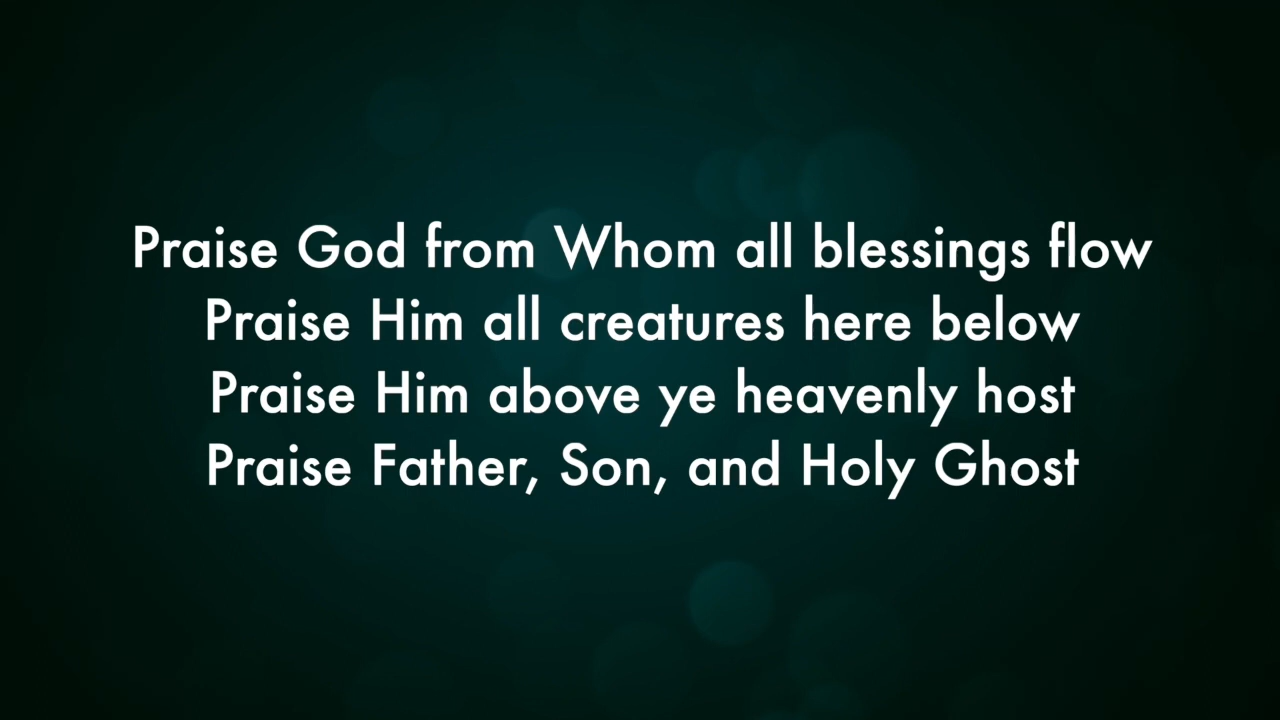 Praise God from Whom all blessings flow
Praise Him all creatures here below
Praise Him above ye heavenly host
Praise Father, Son, and Holy Ghost